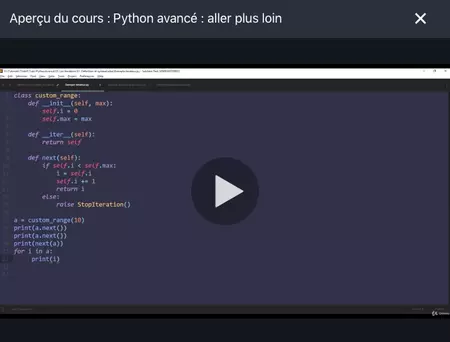 Aperçu du cours : Python avancé : aller plus loin
class custom_range:
def __init__(self, max):
self.i = 0
self.max = max
def __iter__(self):
return self
def next(self):
if self.i < self.max:
i = self.i
self.i += 1
return i
else:
raise StopIteration()
a = custom_range(10)
print(a.next())
print(a.next())
print(next(a))
for i in a:
print(i)